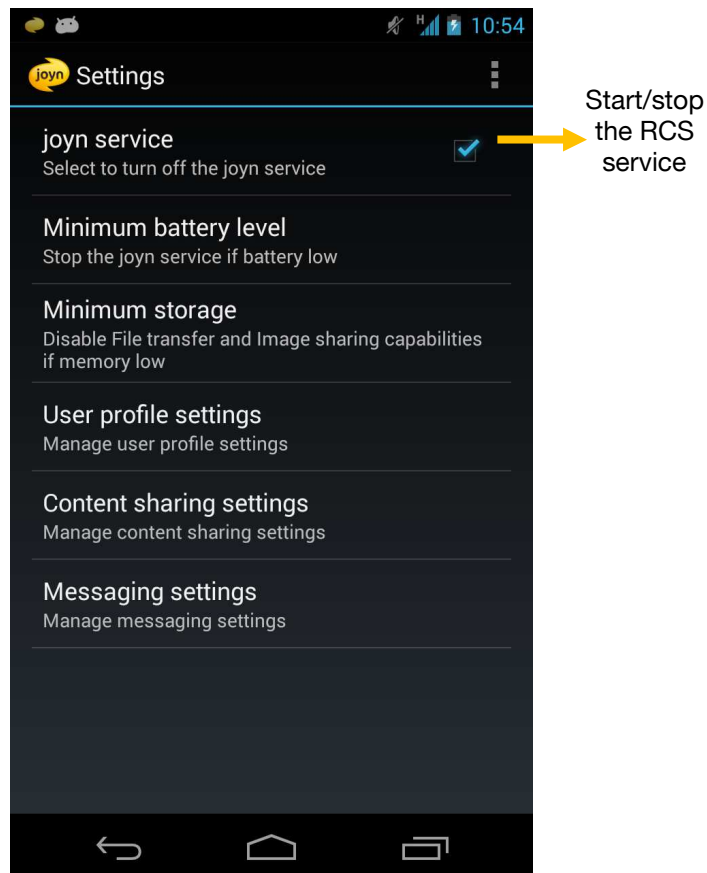 H 10:54
joyn Settings
joyn service
Select to turn off the joyn service
Start/stop
the RCS
service
Minimum battery level
Stop the joyn service if battery low
Minimum storage
Disable File transfer and Image sharing capabilities
if memory low
User profile settings
Manage user profile settings
Content sharing settings
Manage content sharing settings
Messaging settings
Manage messaging settings